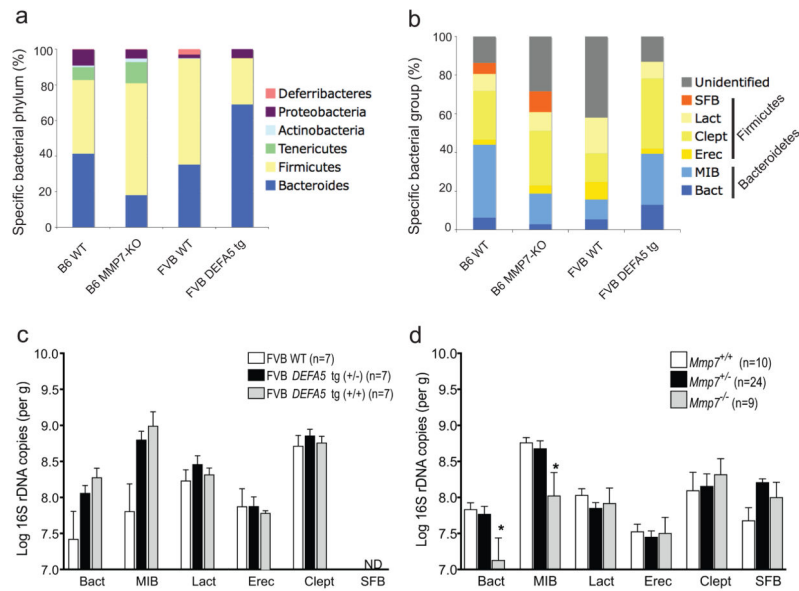 a
Specific bacterial phylum (%)
100
80
60
40
20
0
B6 WT
B6 MMP7-KO
FVB WT
FVB DEFA5 tg
Deferribacteres
Proteobacteria
Actinobacteria
Tenericutes
Firmicutes
Bacteroides
b
Specific bacterial group (%)
100
80
60
40
20
0
B6 WT
B6 MMP7-KO
FVB WT
FVB DEFA5 tg
Unidentified
SFB
Lact
Clept
Erec
MIB
Bact
Firmicutes
Bacteroidetes
c
Log 16S rDNA copies (per g)
10.0
9.5
9.0
8.5
8.0
7.5
7.0
FVB WT (n=7)
FVB DEFA5 tg (+/-) (n=7)
FVB DEFA5 tg (+/+) (n=7)
ND
Bact MIB Lact Erec Clept SFB
d
Log 16S rDNA copies (per g)
10.0
9.5
9.0
8.5
8.0
7.5
7.0
Mmp7+/+ (n=10)
Mmp7+/- (n=24)
Mmp7-/- (n=9)
*
*
Bact MIB Lact Erec Clept SFB